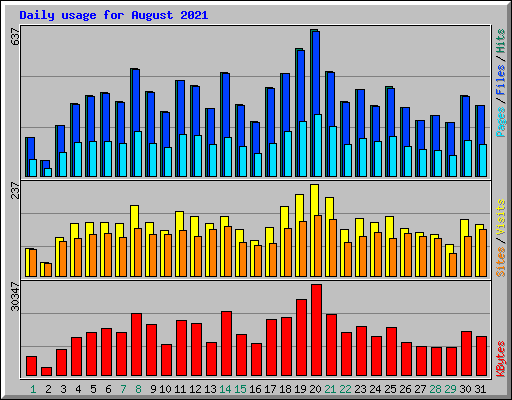 Daily usage for August 2021
637
Pages / Files / Hits
237
Sites / Visits
30347
KBytes
1 2 3 4 5 6 7 8 9 10 11 12 13 14 15 16 17 18 19 20 21 22 23 24 25 26 27 28 29 30 31